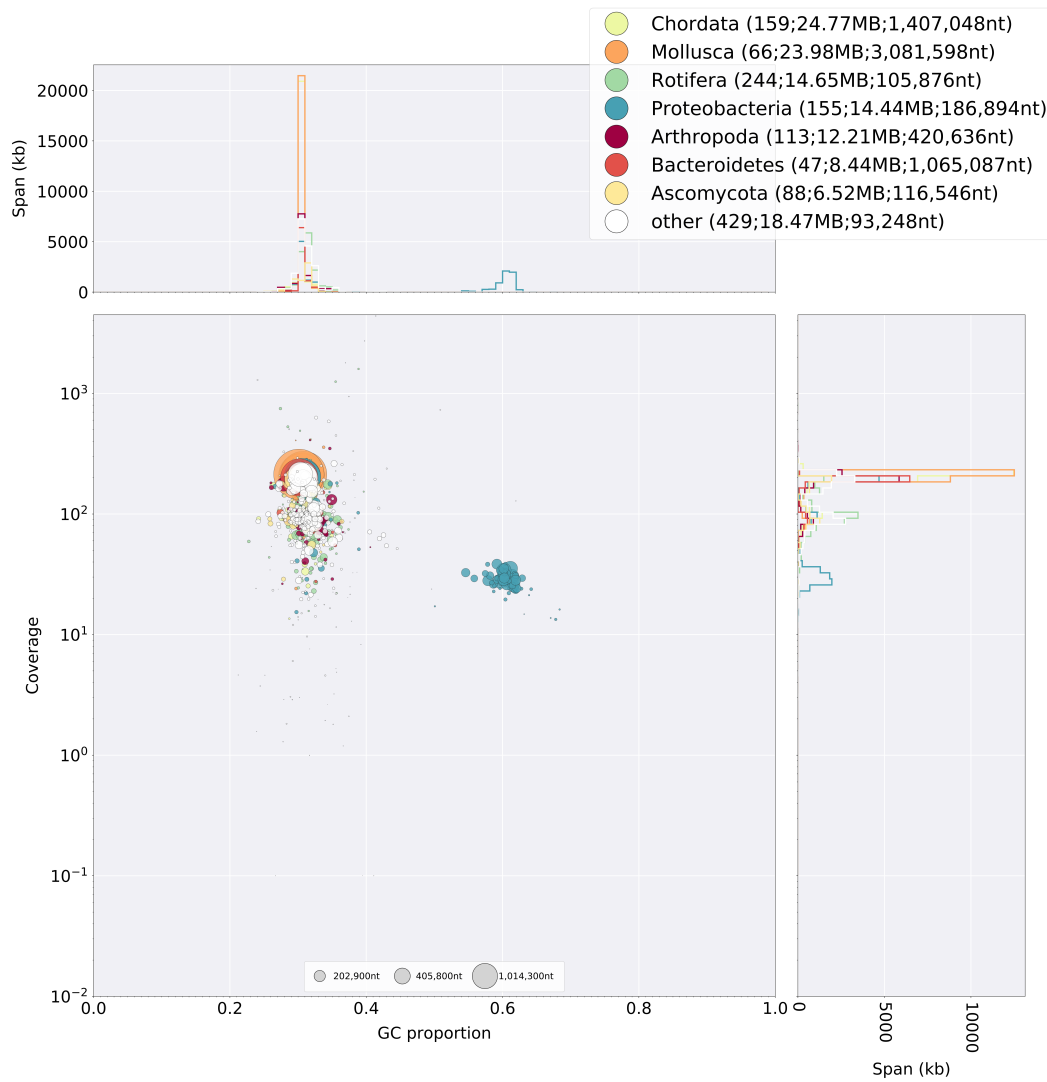 Chordata (159;24.77MB;1,407,048nt)
Mollusca (66;23.98MB;3,081,598nt)
Rotifera (244;14.65MB;105,876nt)
Proteobacteria (155;14.44MB;186,894nt)
Arthropoda (113;12.21MB;420,636nt)
Bacteroidetes (47;8.44MB;1,065,087nt)
Ascomycota (88;6.52MB;116,546nt)
other (429;18.47MB;93,248nt)
Span (kb)
20000
15000
10000
5000
0
Coverage
10³
10²
10¹
10⁰
10⁻¹
10⁻²
202,900nt 405,800nt 1,014,300nt
0.0 0.2 0.4 0.6 0.8 1.0
GC proportion
0 5000 10000
Span (kb)